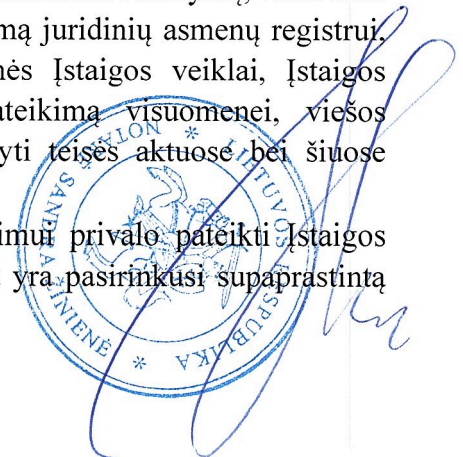 mą juridinių asmenų registrui,
nės Įstaigos veiklai, Įstaigos
ateikimą visuomenei, viešos
yti teisės aktuose bei šiuose
imui privalo pateikti Įstaigos
yra pasirinkusi supaprastintą
LIETUVOS RESPUBLIKA
SANDRA